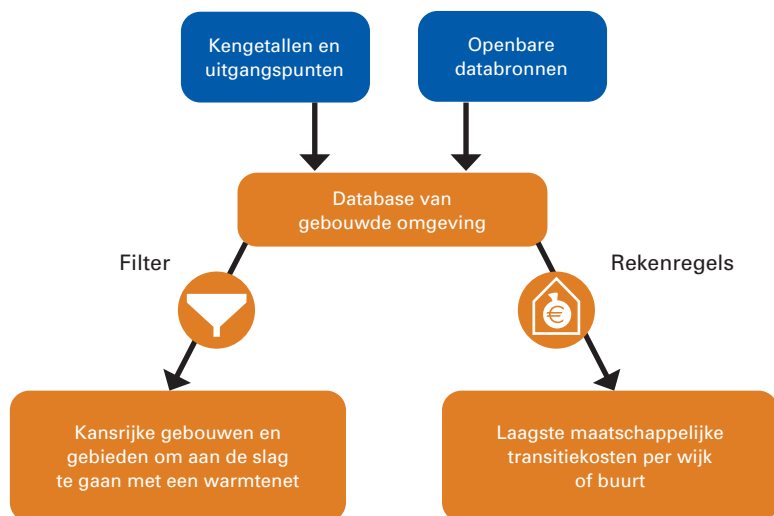 Kengetallen en
uitgangspunten
Openbare
databronnen
Database van
gebouwde omgeving
Filter
Rekenregels
€
Kansrijke gebouwen en
gebieden om aan de slag
te gaan met een warmtenet
Laagste maatschappelijke
transitiekosten per wijk
of buurt